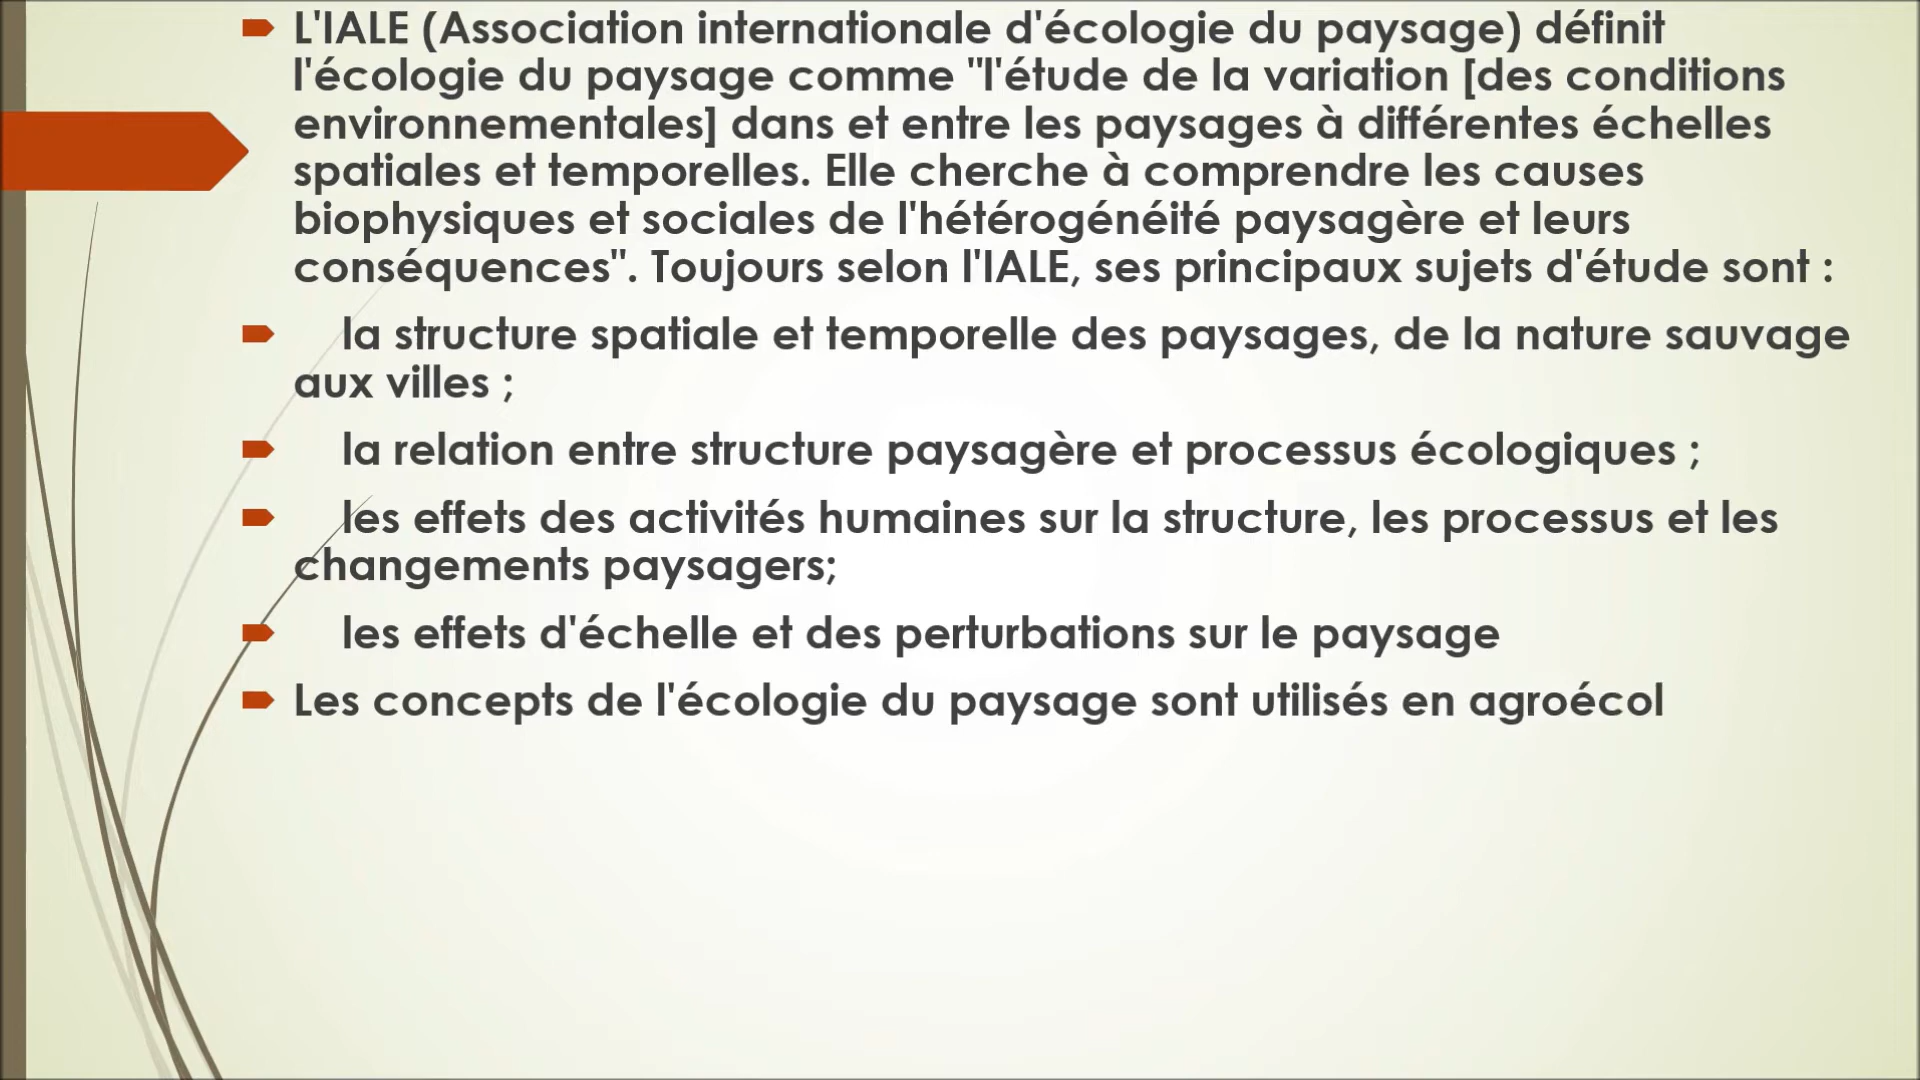 L'IALE (Association internationale d'écologie du paysage) définit
l'écologie du paysage comme "l'étude de la variation [des conditions
environnementales] dans et entre les paysages à différentes échelles
spatiales et temporelles. Elle cherche à comprendre les causes
biophysiques et sociales de l'hétérogénéité paysagère et leurs
conséquences". Toujours selon l'IALE, ses principaux sujets d'étude sont :
la structure spatiale et temporelle des paysages, de la nature sauvage
aux villes ;
la relation entre structure paysagère et processus écologiques ;
les effets des activités humaines sur la structure, les processus et les
changements paysagers;
les effets d'échelle et des perturbations sur le paysage
Les concepts de l'écologie du paysage sont utilisés en agroécol